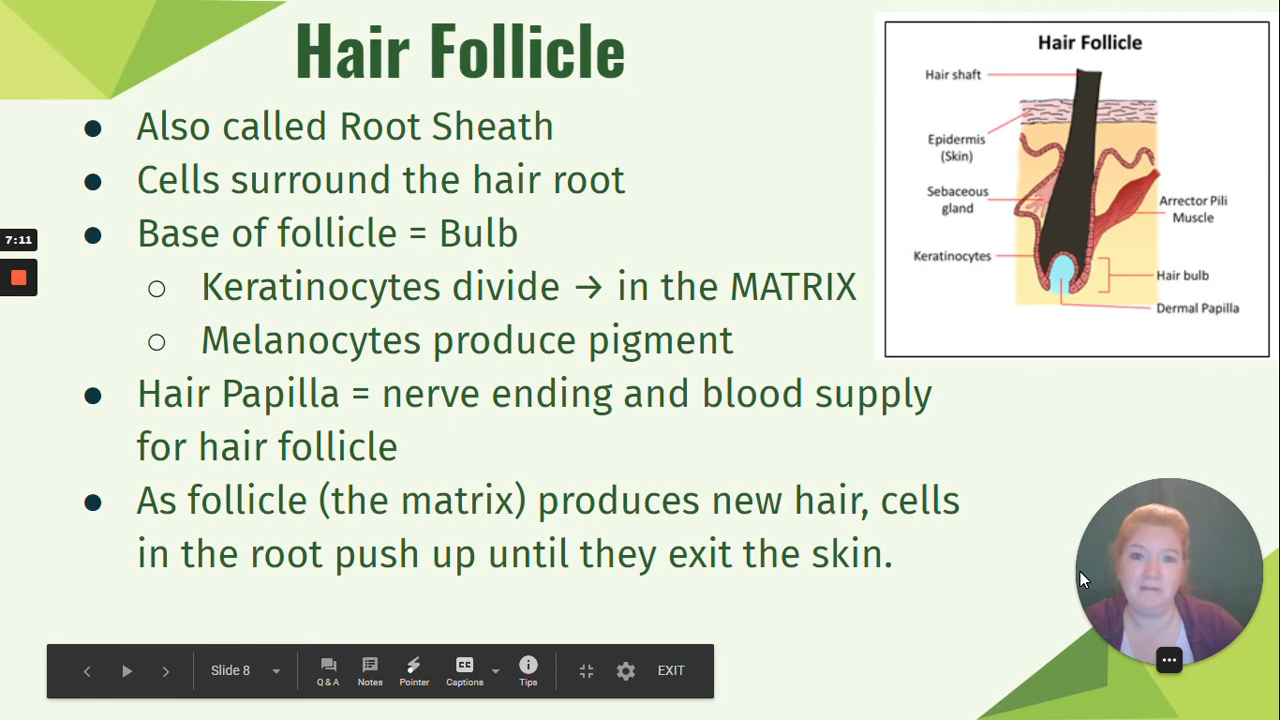 Hair Follicle
● Also called Root Sheath
● Cells surround the hair root
● Base of follicle = Bulb
○ Keratinocytes divide → in the MATRIX
○ Melanocytes produce pigment
● Hair Papilla = nerve ending and blood supply
for hair follicle
● As follicle (the matrix) produces new hair, cells
in the root push up until they exit the skin.
Hair Follicle
Hair shaft
Epidermis
(Skin)
Sebaceous
gland
Keratinocytes
Arrector Pili
Muscle
Hair bulb
Dermal Papilla
7:11
Slide 8
Q & A
Notes
Pointer
Captions
Tips
EXIT